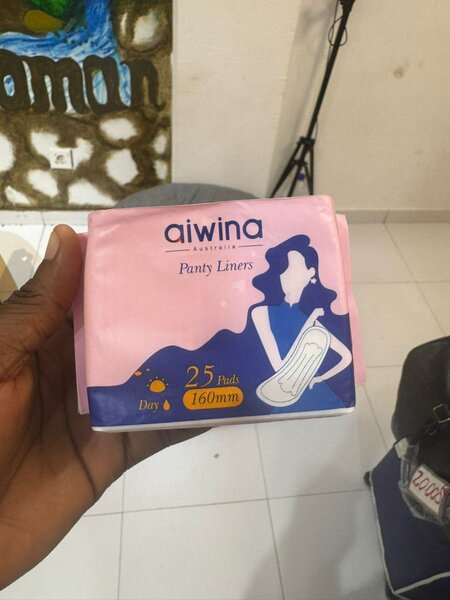 aman
aiwina
Australia
Panty Liners
25 Pads
Day
160mm